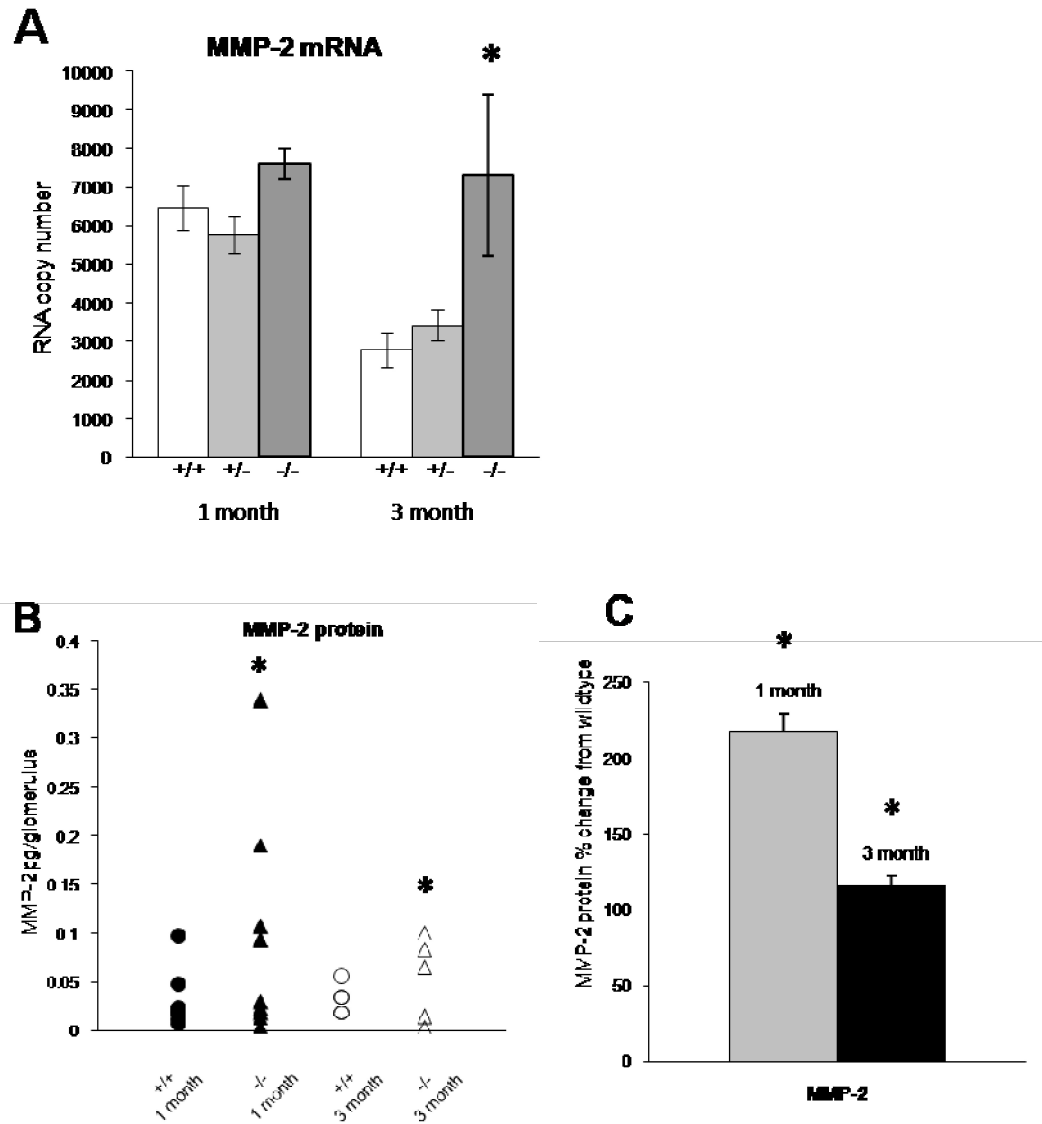 A
MMP-2 mRNA
*
10000
9000
8000
7000
6000
5000
4000
3000
2000
1000
0
RNA copy number
+/+ +/- -/- +/+ +/- -/-
1 month 3 month
B
MMP-2 protein
0.4
0.35
0.3
0.25
0.2
0.15
0.1
0.05
0
MMP-2 pg/glomerulus
*
*
+/+
1 month
-/-
1 month
+/+
3 month
-/-
3 month
C
*
250
200
150
100
50
0
MMP-2 protein % change from wildtype
1 month
*
3 month
MMP-2